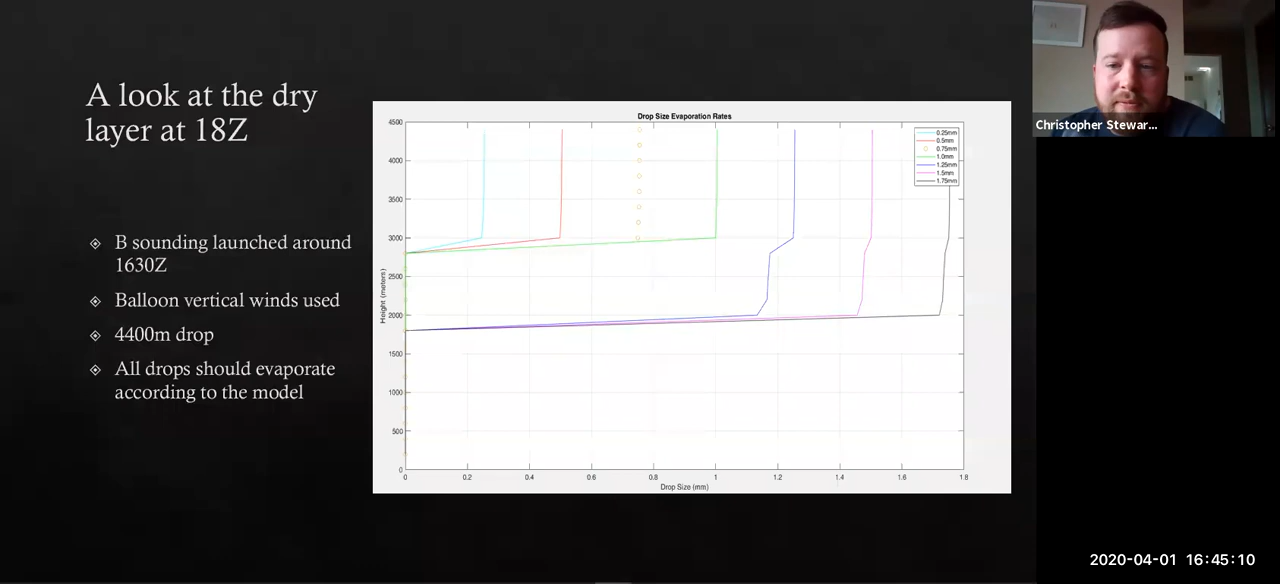 A look at the dry
layer at 18Z
B sounding launched around
1630Z
Balloon vertical winds used
4400m drop
All drops should evaporate
according to the model
Drop Size Evaporation Rates
4500
4000
3500
3000
2500
2000
1500
1000
500
0
Height (meters)
0 0.2 0.4 0.6 0.8 1 1.2 1.4 1.6 1.8
Drop Size (mm)
0.25mm
0.5mm
0.75mm
1.0mm
1.25mm
1.5mm
1.75mm
Christopher Stewar...
2020-04-01 16:45:10